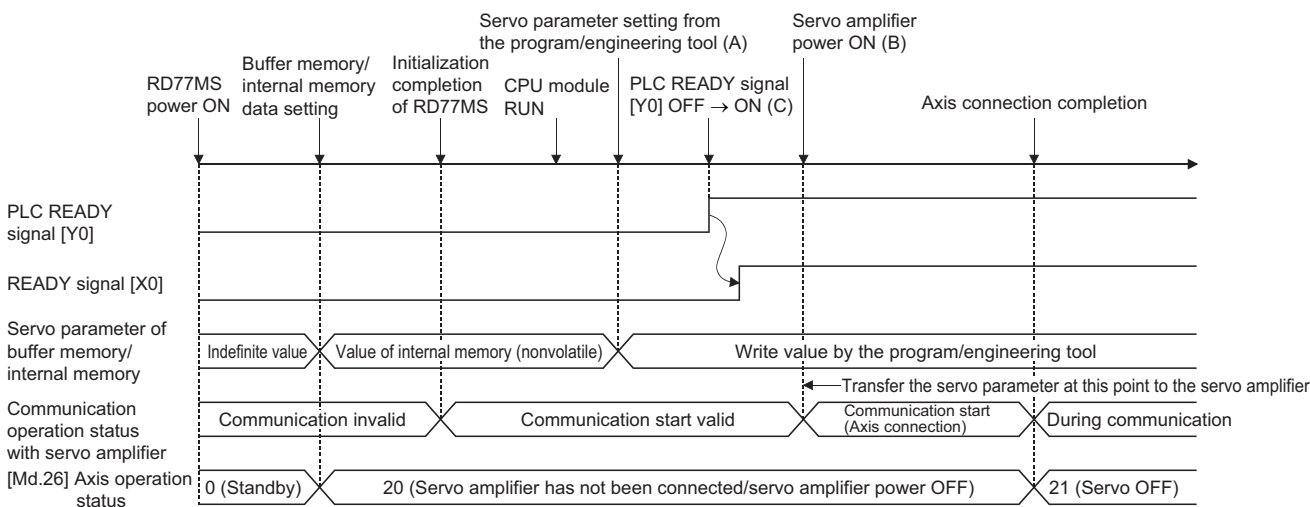 Servo parameter setting from
the program/engineering tool (A)
Servo amplifier
power ON (B)
Buffer memory/
internal memory
data setting
Initialization
completion
of RD77MS
RD77MS
power ON
CPU module
RUN
PLC READY signal
[Y0] OFF → ON (C)
Axis connection completion
PLC READY
signal [Y0]
READY signal [X0]
Servo parameter of
buffer memory/
internal memory
Indefinite value
Value of internal memory (nonvolatile)
Write value by the program/engineering tool
Transfer the servo parameter at this point to the servo amplifier
Communication
operation status
with servo amplifier
Communication invalid
Communication start valid
Communication start
(Axis connection)
During communication
[Md.26] Axis operation
status
0 (Standby)
20 (Servo amplifier has not been connected/servo amplifier power OFF)
21 (Servo OFF)